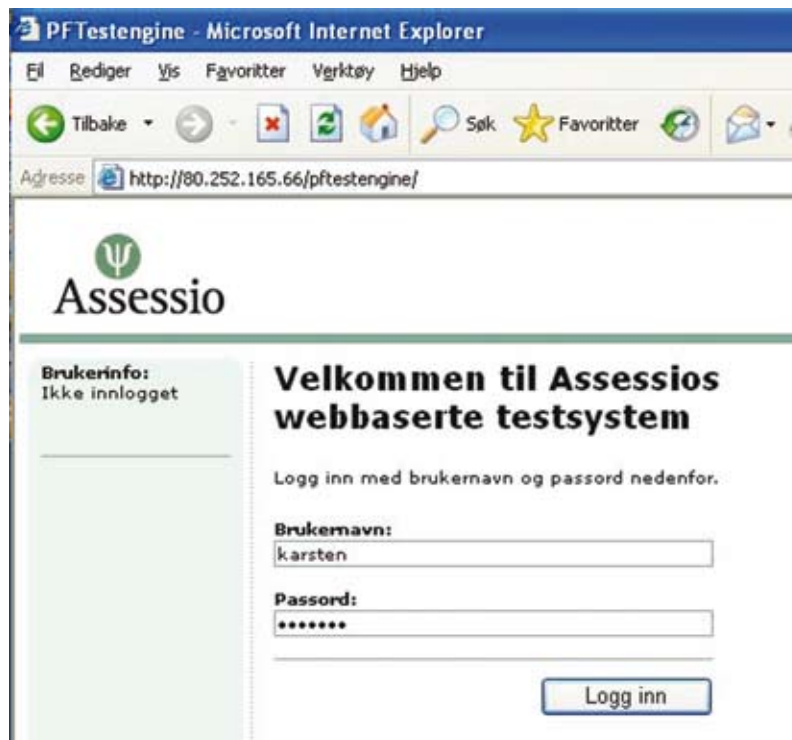 PFTestengine - Microsoft Internet Explorer
Fil Rediger Vis Favoritter Verktøy Hjelp
Tilbake Søk Favoritter
Adresse http://80.252.165.66/pftestengine/
Ψ
Assessio
Brukerinfo:
Ikke innlogget
Velkommen til Assessios
webbaserte testsystem
Logg inn med brukernavn og passord nedenfor.
Brukernavn:
karsten
Passord:
•••••••
Logg inn